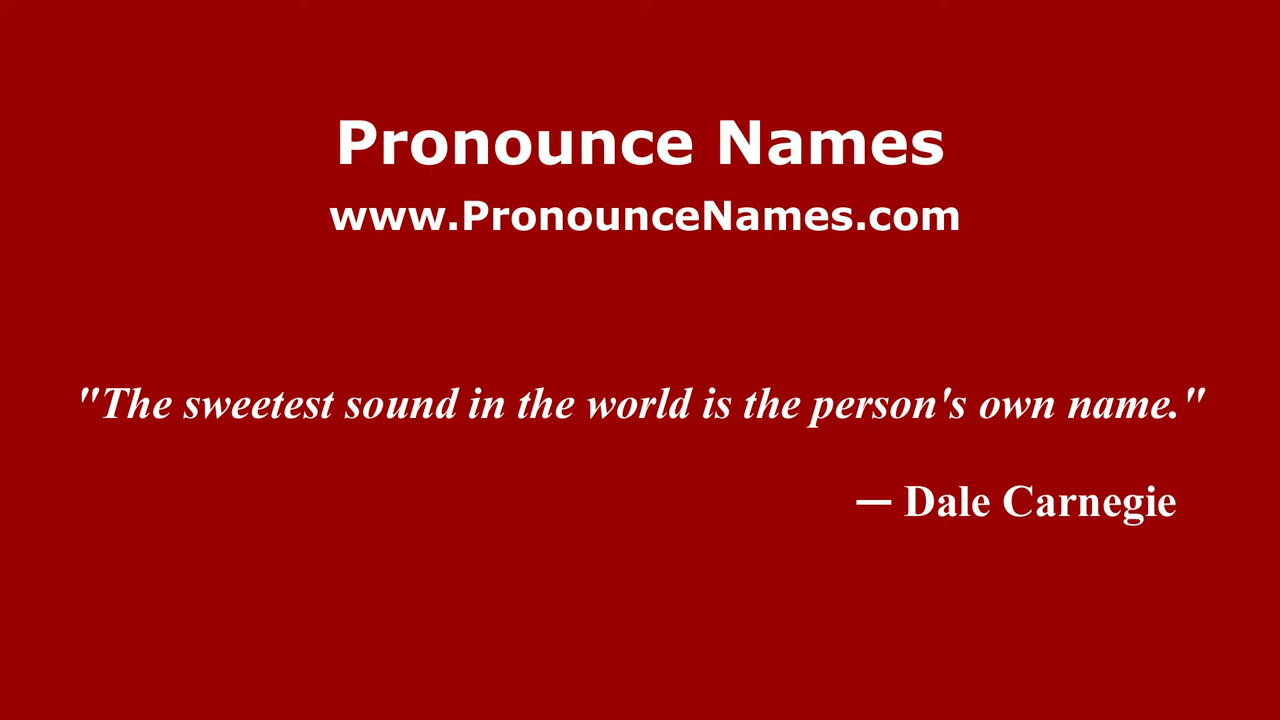 Pronounce Names
www.PronounceNames.com
"The sweetest sound in the world is the person's own name."
— Dale Carnegie